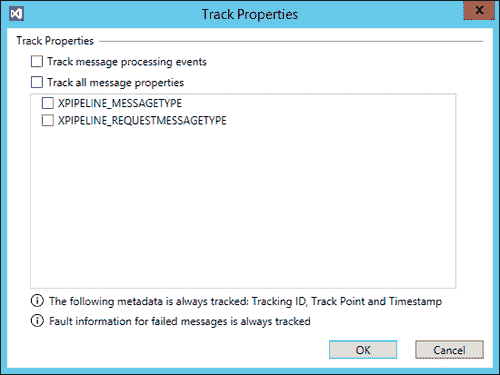 Track Properties
x
Track Properties
Track message processing events
Track all message properties
XPIPELINE_MESSAGETYPE
XPIPELINE_REQUESTMESSAGETYPE
The following metadata is always tracked: Tracking ID, Track Point and Timestamp
Fault information for failed messages is always tracked
OK Cancel